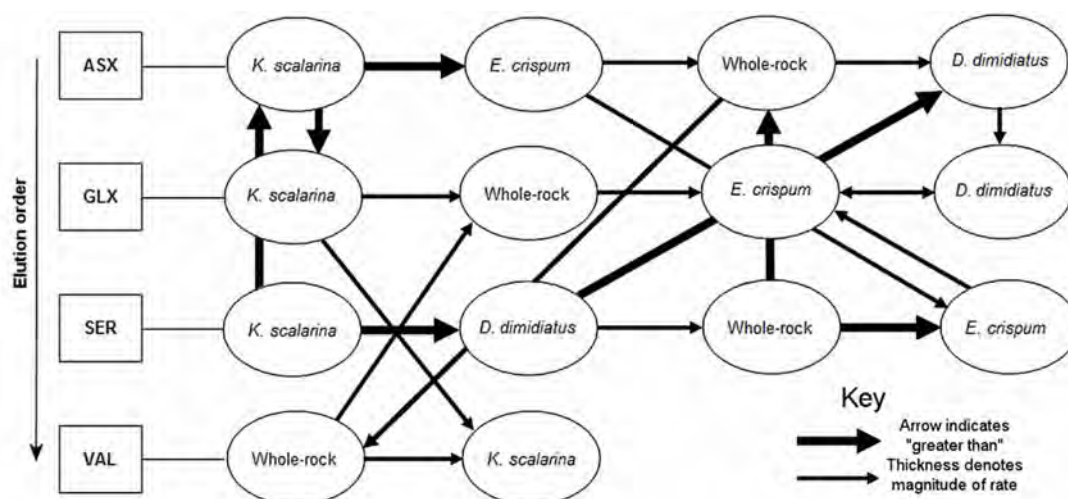 Elution order
ASX
K. scalarina
E. crispum
Whole-rock
D. dimidiatus
GLX
K. scalarina
Whole-rock
E. crispum
D. dimidiatus
SER
K. scalarina
D. dimidiatus
Whole-rock
E. crispum
VAL
Whole-rock
K. scalarina
Key
Arrow indicates
"greater than"
Thickness denotes
magnitude of rate